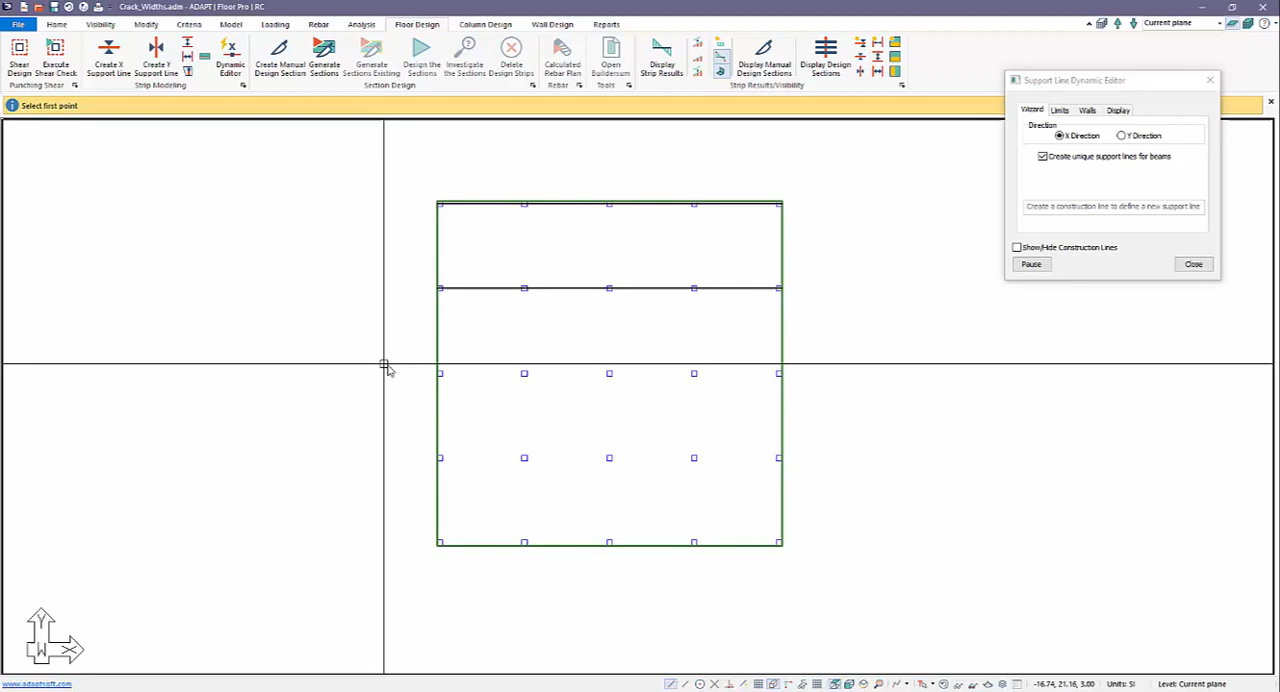 Crack_Widths.adm - ADAPT | Floor Pro | RC
File Home Visibility Modify Criteria Model Loading Rebar Analysis Floor Design Column Design Wall Design Reports Current plane
Shear Design Execute Shear Check Create X Support Line Create Y Support Line Dynamic Editor Create Manual Design Section Generate Sections Generate Sections Existing Design the Sections Investigate the Sections Delete Design Strips Calculated Rebar Plan Open Buildersum Display Strip Results Display Manual Design Sections Display Design Sections
Punching Shear Strip Modeling Section Design Rebar Tools Strip Results/Visibility
Select first point
Support Line Dynamic Editor
Wizard Limits Walls Display
Direction
X Direction Y Direction
Create unique support lines for beams
Create a construction line to define a new support line
Show/Hide Construction Lines
Pause Close
Y
W X
www.adaptsoft.com -16.74, 21.16, 3.00 Units: SI Level: Current plane